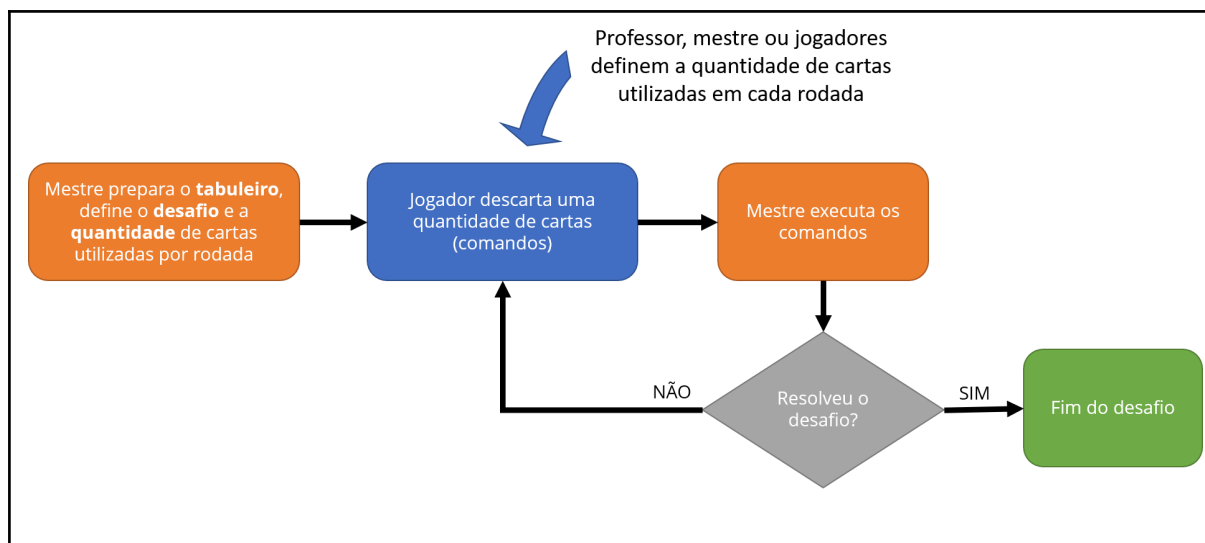 Professor, mestre ou jogadores
definem a quantidade de cartas
utilizadas em cada rodada
Mestre prepara o tabuleiro,
define o desafio e a
quantidade de cartas
utilizadas por rodada
Jogador descarta uma
quantidade de cartas
(comandos)
Mestre executa os
comandos
NÃO
Resolveu o
desafio?
SIM
Fim do desafio